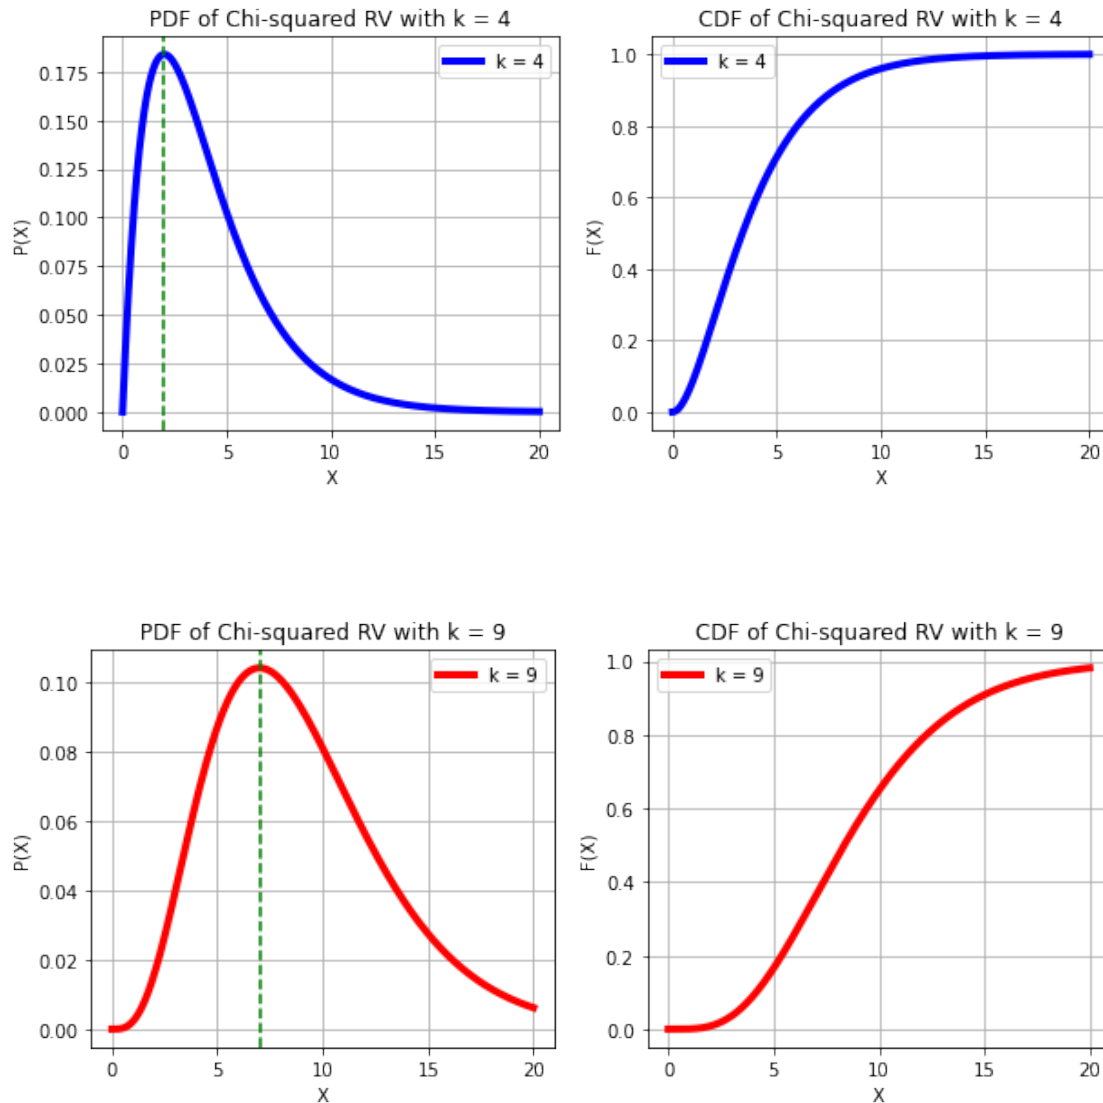 PDF of Chi-squared RV with k = 4
k = 4
0.175
0.150
0.125
0.100
0.075
0.050
0.025
0.000
P(X)
0 5 10 15 20
X
CDF of Chi-squared RV with k = 4
k = 4
1.0
0.8
0.6
0.4
0.2
0.0
F(X)
0 5 10 15 20
X
PDF of Chi-squared RV with k = 9
k = 9
0.10
0.08
0.06
0.04
0.02
0.00
P(X)
0 5 10 15 20
X
CDF of Chi-squared RV with k = 9
k = 9
1.0
0.8
0.6
0.4
0.2
0.0
F(X)
0 5 10 15 20
X